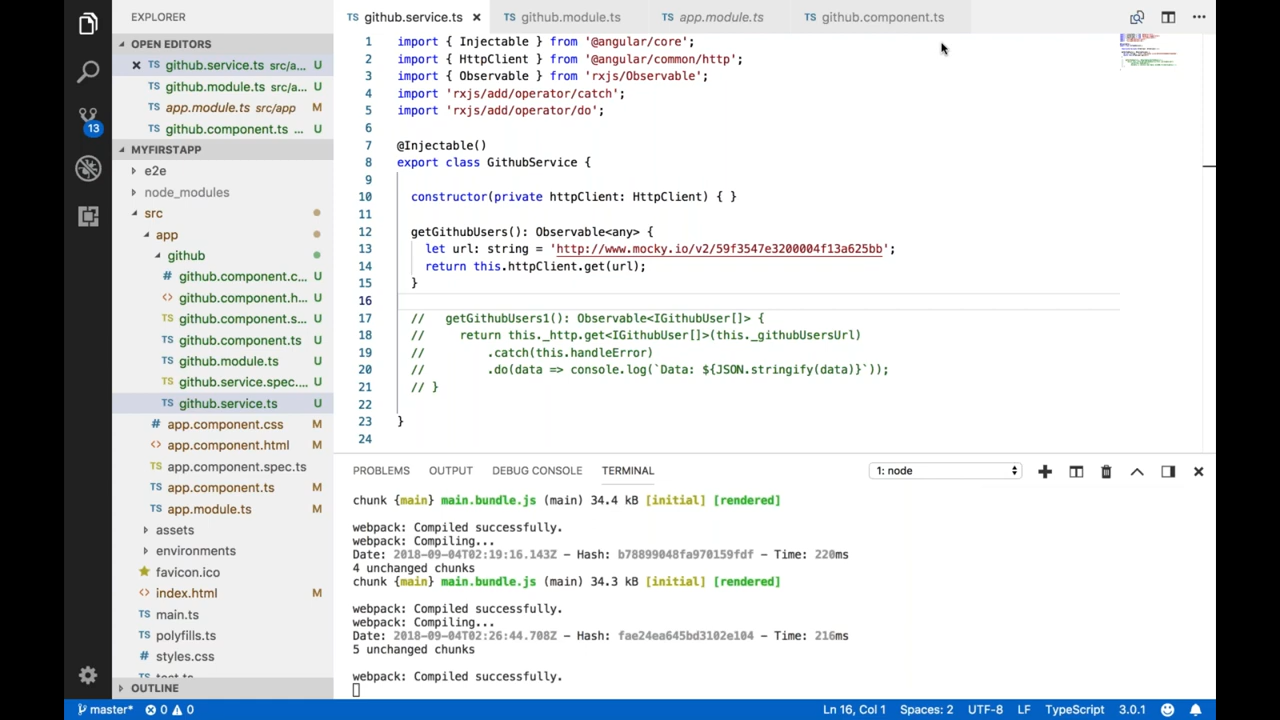 EXPLORER
OPEN EDITORS
github.service.ts src/a... U
github.module.ts src/a... U
app.module.ts src/app M
github.component.ts ... U
MYFIRSTAPP
e2e
node_modules
src
app
github
github.component.c... U
github.component.h... U
github.component.s... U
github.component.ts U
github.module.ts U
github.service.spec.... U
github.service.ts U
app.component.css M
app.component.html M
app.component.spec.ts
app.component.ts M
app.module.ts M
assets
environments
favicon.ico
index.html M
main.ts
polyfills.ts
styles.css
test.ts
OUTLINE
13
github.service.ts github.module.ts app.module.ts github.component.ts
1 import { Injectable } from '@angular/core';
2 import { HttpClient } from '@angular/common/http';
3 import { Observable } from 'rxjs/Observable';
4 import 'rxjs/add/operator/catch';
5 import 'rxjs/add/operator/do';
6
7 @Injectable()
8 export class GithubService {
9
10 constructor(private httpClient: HttpClient) { }
11
12 getGithubUsers(): Observable<any> {
13 let url: string = 'http://www.mocky.io/v2/59f3547e3200004f13a625bb';
14 return this.httpClient.get(url);
15 }
16
17 // getGithubUsers1(): Observable<IGithubUser[]> {
18 // return this._http.get<IGithubUser[]>(this._githubUsersUrl)
19 // .catch(this.handleError)
20 // .do(data => console.log(`Data: ${JSON.stringify(data)}`));
21 // }
22
23 }
24
PROBLEMS OUTPUT DEBUG CONSOLE TERMINAL 1: node
chunk {main} main.bundle.js (main) 34.4 kB [initial] [rendered]
webpack: Compiled successfully.
webpack: Compiling...
Date: 2018-09-04T02:19:16.143Z - Hash: b78899048fa970159fdf - Time: 220ms
4 unchanged chunks
chunk {main} main.bundle.js (main) 34.3 kB [initial] [rendered]
webpack: Compiled successfully.
webpack: Compiling...
Date: 2018-09-04T02:26:44.708Z - Hash: fae24ea645bd3102e104 - Time: 216ms
5 unchanged chunks
webpack: Compiled successfully.
master* 0 0 Ln 16, Col 1 Spaces: 2 UTF-8 LF TypeScript 3.0.1